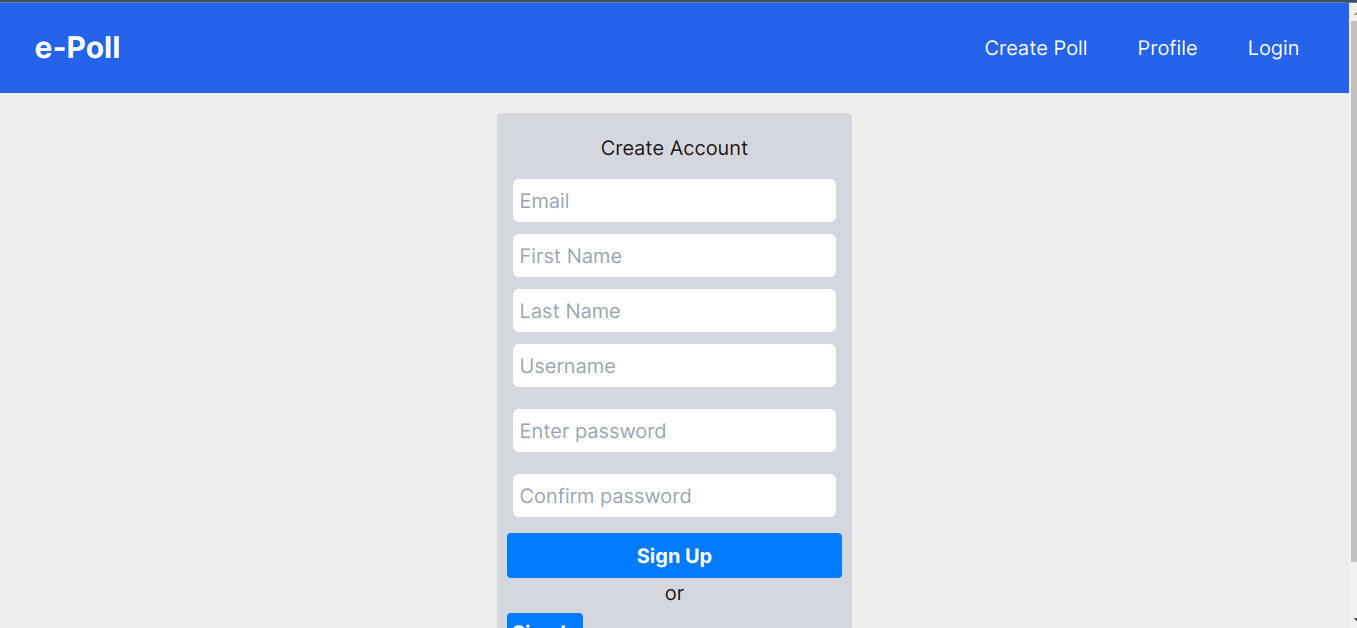 e-Poll
Create Poll Profile Login
Create Account
Email
First Name
Last Name
Username
Enter password
Confirm password
Sign Up
or